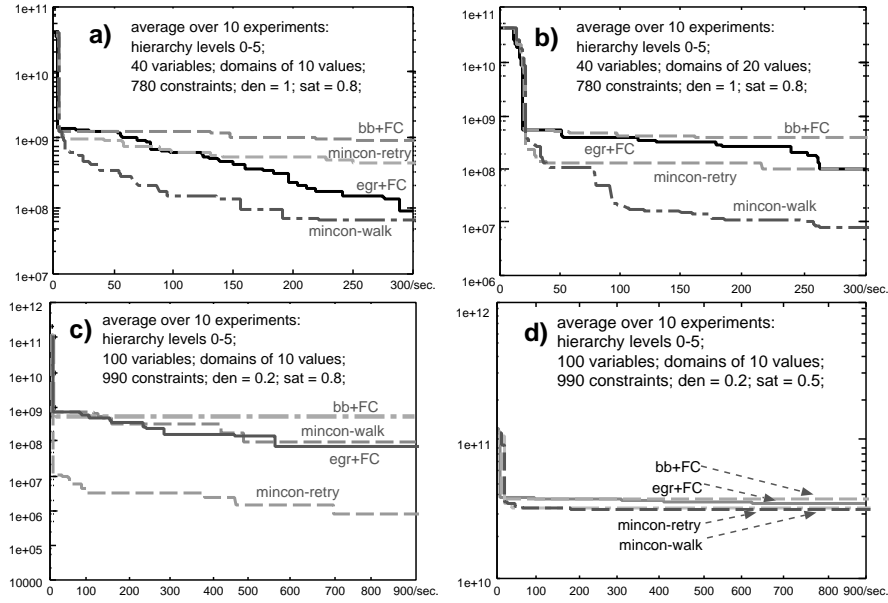 a)
average over 10 experiments:
hierarchy levels 0-5;
40 variables; domains of 10 values;
780 constraints; den = 1; sat = 0.8;
1e+11
1e+10
1e+09
1e+08
1e+07
bb+FC
mincon-retry
egr+FC
mincon-walk
0 50 100 150 200 250 300/sec.
b)
average over 10 experiments:
hierarchy levels 0-5;
40 variables; domains of 20 values;
780 constraints; den = 1; sat = 0.8;
1e+11
1e+10
1e+09
1e+08
1e+07
1e+06
bb+FC
egr+FC
mincon-retry
mincon-walk
0 50 100 150 200 250 300/sec.
c)
average over 10 experiments:
hierarchy levels 0-5;
100 variables; domains of 10 values;
990 constraints; den = 0.2; sat = 0.8;
1e+12
1e+11
1e+10
1e+09
1e+08
1e+07
1e+06
1e+05
10000
bb+FC
mincon-walk
egr+FC
mincon-retry
0 100 200 300 400 500 600 700 800 900/sec.
d)
average over 10 experiments:
hierarchy levels 0-5;
100 variables; domains of 10 values;
990 constraints; den = 0.2; sat = 0.5;
1e+12
1e+11
1e+10
bb+FC
egr+FC
mincon-retry
mincon-walk
0 100 200 300 400 500 600 700 800 900/sec.